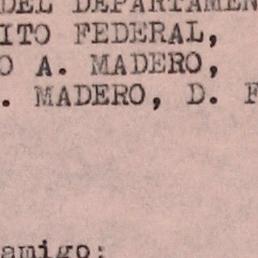 DEL DEPARTAMEN
ITO FEDERAL,
O A. MADERO,
. MADERO, D. F
amigo: